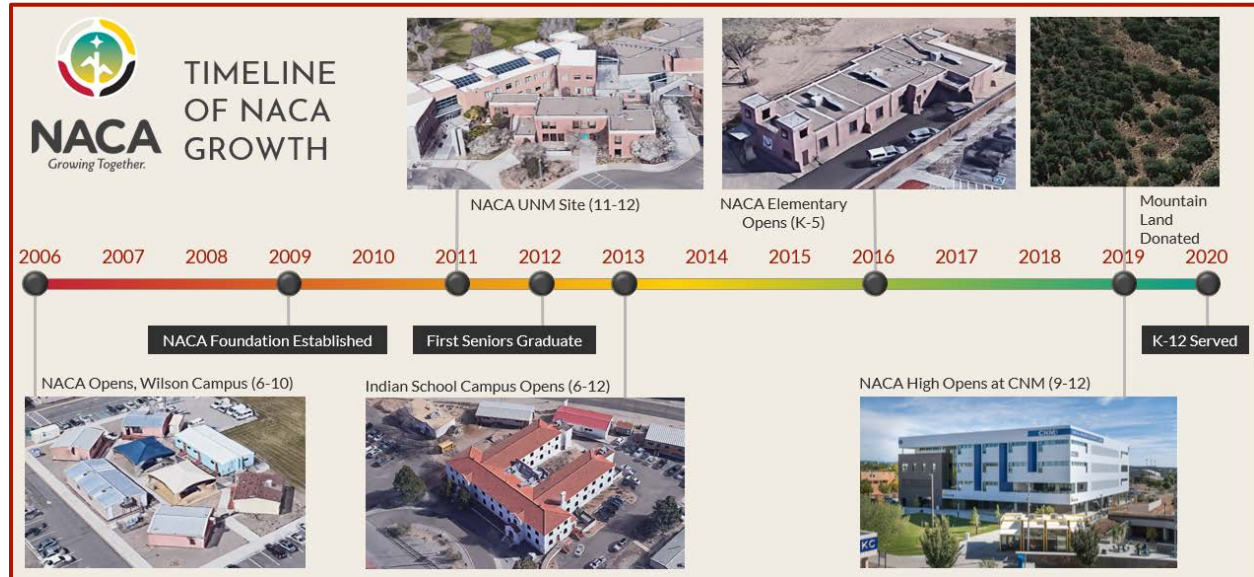 NACA
Growing Together.
TIMELINE
OF NACA
GROWTH
NACA UNM Site (11-12)
NACA Elementary
Opens (K-5)
Mountain
Land
Donated
2006 2007 2008 2009 2010 2011 2012 2013 2014 2015 2016 2017 2018 2019 2020
NACA Foundation Established
First Seniors Graduate
K-12 Served
NACA Opens, Wilson Campus (6-10)
Indian School Campus Opens (6-12)
NACA High Opens at CNM (9-12)
CNM
KC